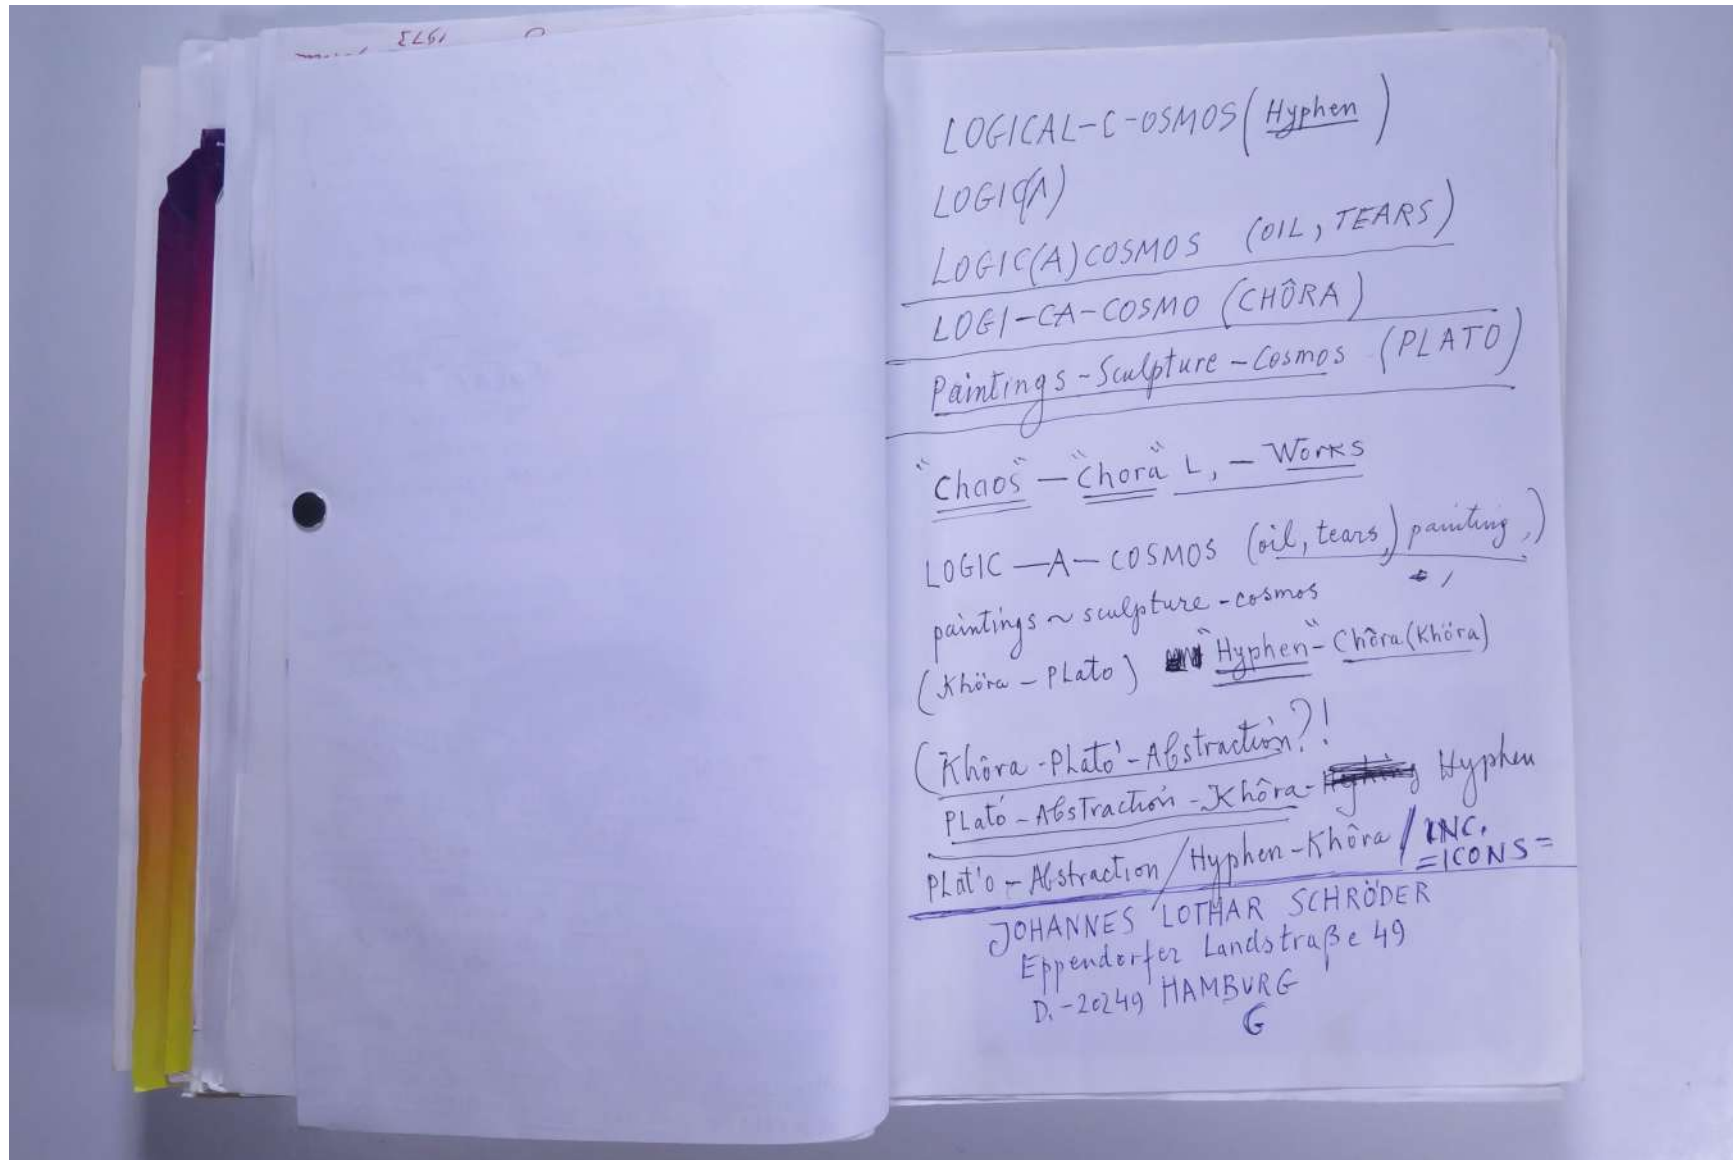 1973
LOGICAL-C-OSMOS (Hyphen)
LOGIC(A)
LOGIC(A) COSMOS (OIL, TEARS)
LOGI-CA-COSMO (CHÔRA)
Paintings-Sculpture-Cosmos (PLATO)
"Chaos" - "Chora" L, - Works
LOGIC —A— COSMOS (oil, tears,) painting,)
paintings ~ sculpture - cosmos
(Khôra - PLato) "Hyphen" - Chôra (Khôra)
(Khôra - PLato' - Abstraction?!
PLato' - Abstraction - Khôra - Hyphen
PLat'o - Abstraction / Hyphen - Khôra / INC.
=ICONS=
JOHANNES LOTHAR SCHRÖDER
Eppendorfer Landstraße 49
D.-20249 HAMBURG
G